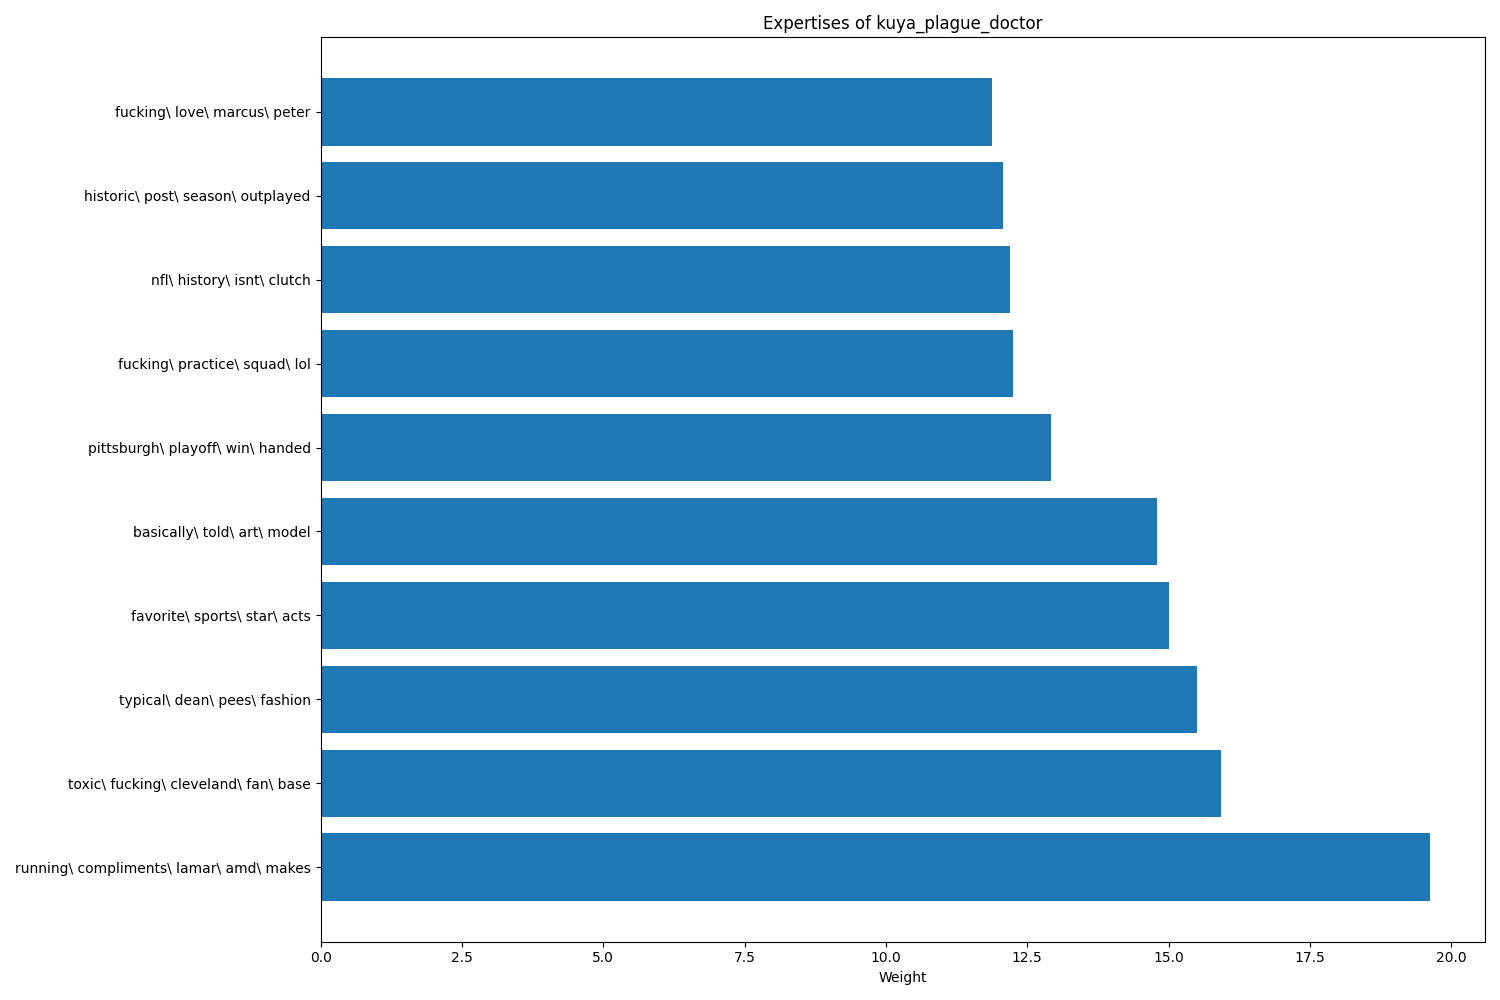 Expertises of kuya_plague_doctor
fucking\ love\ marcus\ peter
historic\ post\ season\ outplayed
nfl\ history\ isnt\ clutch
fucking\ practice\ squad\ lol
pittsburgh\ playoff\ win\ handed
basically\ told\ art\ model
favorite\ sports\ star\ acts
typical\ dean\ pees\ fashion
toxic\ fucking\ cleveland\ fan\ base
running\ compliments\ lamar\ amd\ makes
0.0 2.5 5.0 7.5 10.0 12.5 15.0 17.5 20.0
Weight